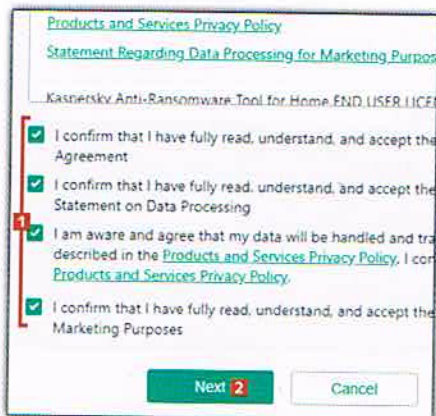 Products and Services Privacy Policy
Statement Regarding Data Processing for Marketing Purpos
Kaspersky Anti-Ransomware Tool for Home END USER LICE
I confirm that I have fully read, understand, and accept the
Agreement
I confirm that I have fully read, understand, and accept the
Statement on Data Processing
1
I am aware and agree that my data will be handled and tra
described in the Products and Services Privacy Policy. I con
Products and Services Privacy Policy.
I confirm that I have fully read, understand, and accept the
Marketing Purposes
Next 2 Cancel